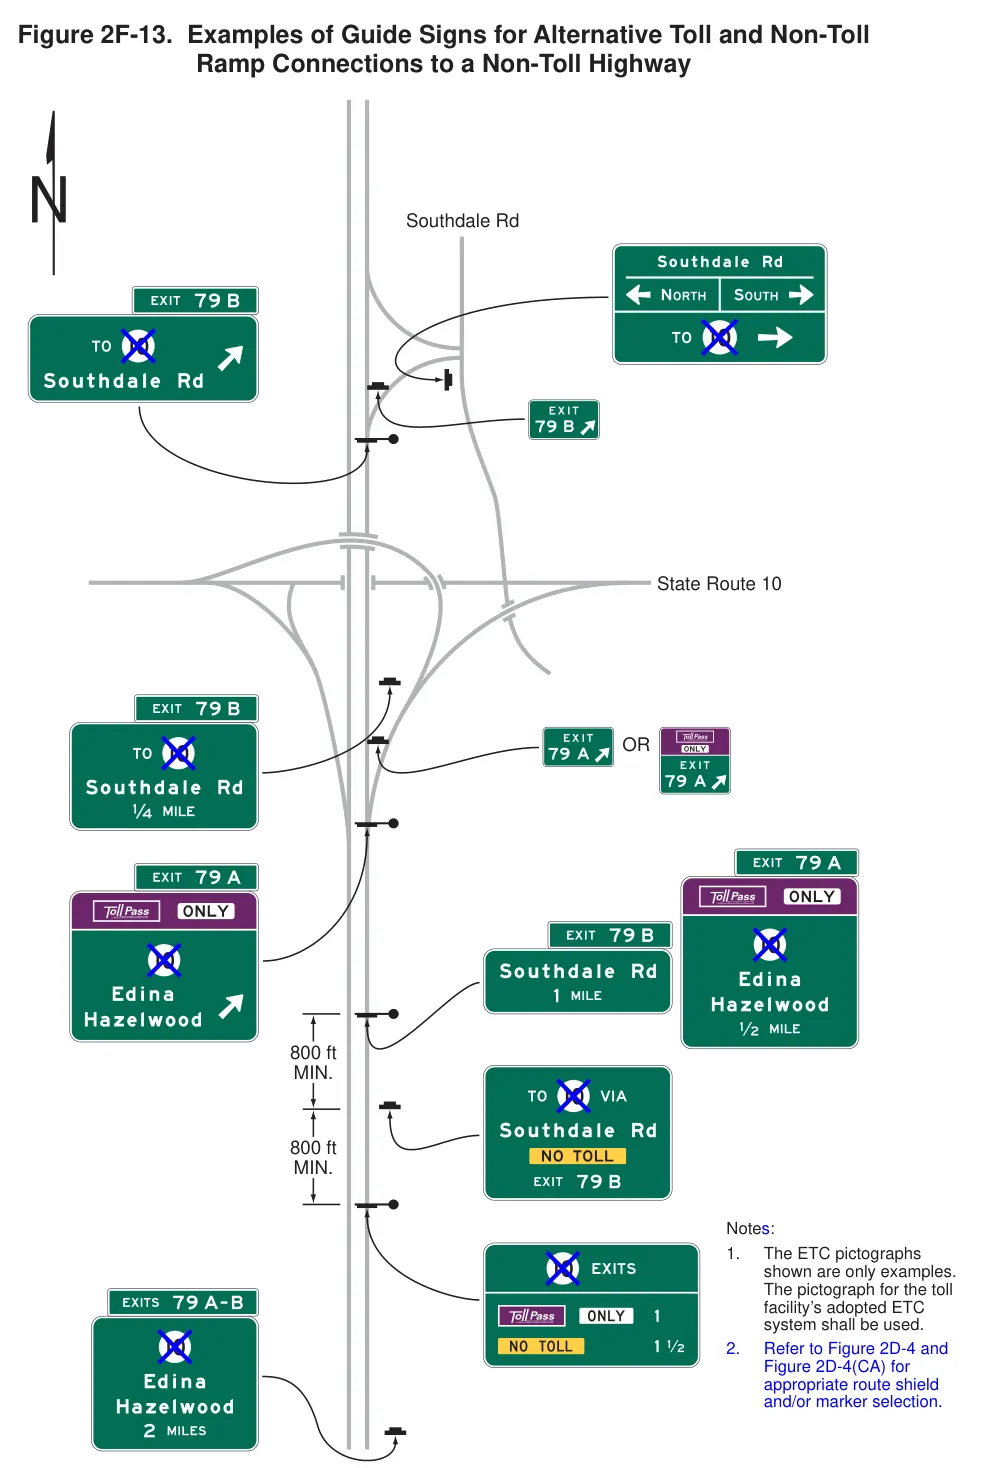 Figure 2F-13. Examples of Guide Signs for Alternative Toll and Non-Toll
Ramp Connections to a Non-Toll Highway
N
Southdale Rd
Southdale Rd
NORTH SOUTH
TO
EXIT 79 B
TO
Southdale Rd
EXIT
79 B
State Route 10
EXIT 79 B
TO
Southdale Rd
1/4 MILE
EXIT
79 A
OR
Toll Pass
ONLY
EXIT
79 A
EXIT 79 A
Toll Pass ONLY
Edina
Hazelwood
EXIT 79 B
Southdale Rd
1 MILE
EXIT 79 A
Toll Pass ONLY
Edina
Hazelwood
1/2 MILE
800 ft
MIN.
800 ft
MIN.
TO VIA
Southdale Rd
NO TOLL
EXIT 79 B
EXITS
Toll Pass ONLY 1
NO TOLL 1 1/2
EXITS 79 A-B
Edina
Hazelwood
2 MILES
Notes:
1. The ETC pictographs
shown are only examples.
The pictograph for the toll
facility's adopted ETC
system shall be used.
2. Refer to Figure 2D-4 and
Figure 2D-4(CA) for
appropriate route shield
and/or marker selection.